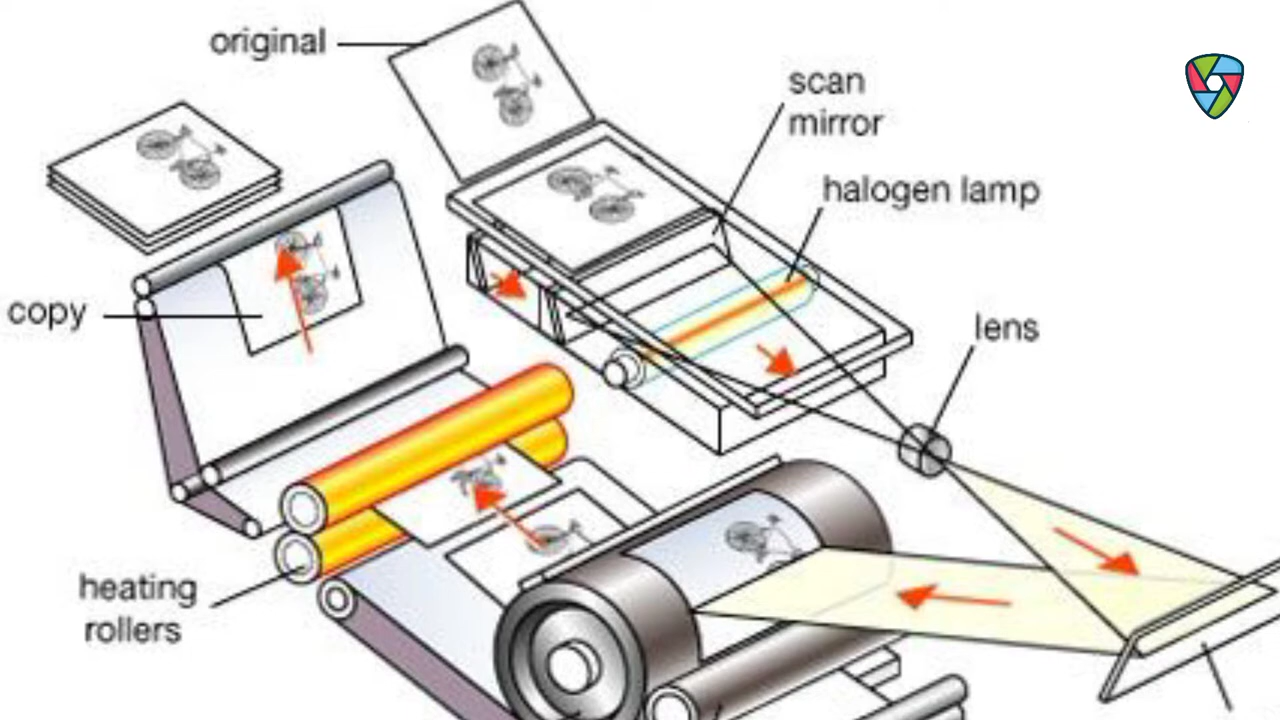 original
scan
mirror
halogen lamp
copy
lens
heating
rollers